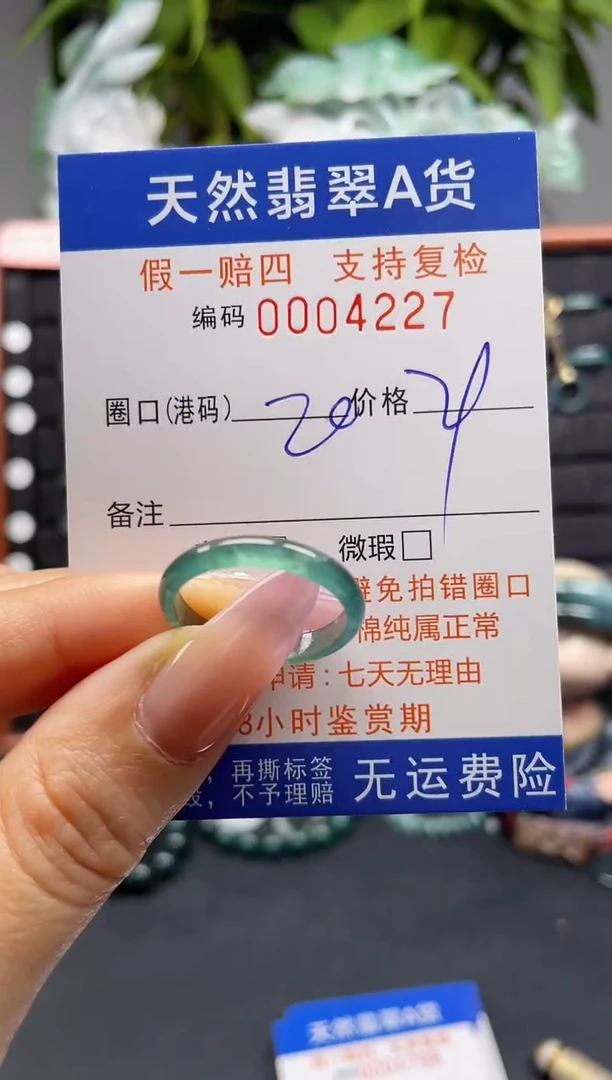 天然翡翠A货
假一赔四 支持复检
编码 0004227
圈口(港码) 20 价格
备注
微瑕
避免拍错圈口
棉纯属正常
申请：七天无理由
8小时鉴赏期
，再撕标签
，不予理赔
无运费险
天然翡翠A货